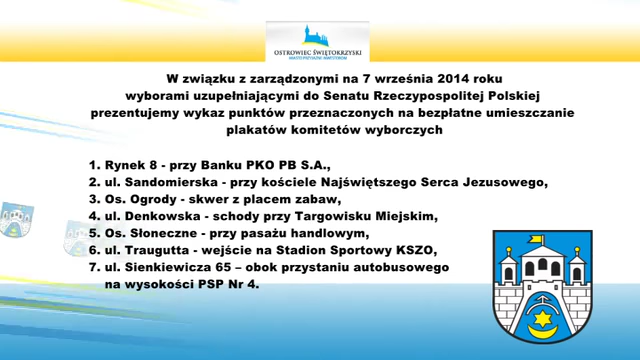 OSTROWIEC ŚWIĘTOKRZYSKI
MIASTO PRZYJAZNE INWESTOROM
W związku z zarządzonymi na 7 września 2014 roku
wyborami uzupełniającymi do Senatu Rzeczypospolitej Polskiej
prezentujemy wykaz punktów przeznaczonych na bezpłatne umieszczanie
plakatów komitetów wyborczych
1. Rynek 8 - przy Banku PKO PB S.A.,
2. ul. Sandomierska - przy kościele Najświętszego Serca Jezusowego,
3. Os. Ogrody - skwer z placem zabaw,
4. ul. Denkowska - schody przy Targowisku Miejskim,
5. Os. Słoneczne - przy pasażu handlowym,
6. ul. Traugutta - wejście na Stadion Sportowy KSZO,
7. ul. Sienkiewicza 65 – obok przystaniu autobusowego
na wysokości PSP Nr 4.